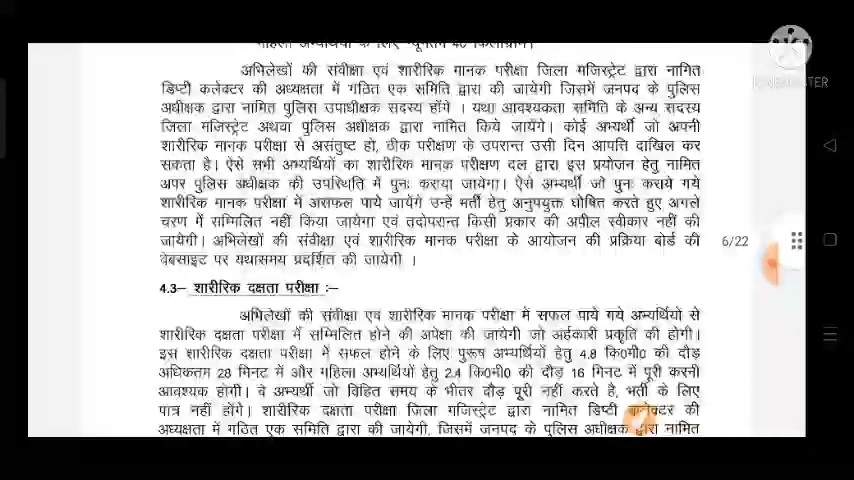 महिला अभ्यर्थियों के लिए न्यूनतम 40 किलोग्राम।
अभिलेखों की संवीक्षा एवं शारीरिक मानक परीक्षा जिला मजिस्ट्रेट द्वारा नामित
डिप्टी कलेक्टर की अध्यक्षता में गठित एक समिति द्वारा की जायेगी जिसमें जनपद के पुलिस
अधीक्षक द्वारा नामित पुलिस उपाधीक्षक सदस्य होंगे । यथा आवश्यकता समिति के अन्य सदस्य
जिला मजिस्ट्रेट अथवा पुलिस अधीक्षक द्वारा नामित किये जायेंगे। कोई अभ्यर्थी जो अपनी
शारीरिक मानक परीक्षा से असंतुष्ट हो, ठीक परीक्षण के उपरान्त उसी दिन आपत्ति दाखिल कर
सकता है। ऐसे सभी अभ्यर्थियों का शारीरिक मानक परीक्षण दल द्वारा इस प्रयोजन हेतु नामित
अपर पुलिस अधीक्षक की उपस्थिति में पुनः कराया जायेगा। ऐसे अभ्यर्थी जो पुनः कराये गये
शारीरिक मानक परीक्षा में असफल पाये जायेंगे उन्हें भर्ती हेतु अनुपयुक्त घोषित करते हुए अगले
चरण में सम्मिलित नहीं किया जायेगा एवं तदोपरान्त किसी प्रकार की अपील स्वीकार नहीं की
जायेगी। अभिलेखों की संवीक्षा एवं शारीरिक मानक परीक्षा के आयोजन की प्रक्रिया बोर्ड की
वेबसाइट पर यथासमय प्रदर्शित की जायेगी ।
6/22
4.3– शारीरिक दक्षता परीक्षा :–
अभिलेखों की संवीक्षा एवं शारीरिक मानक परीक्षा में सफल पाये गये अभ्यर्थियो से
शारीरिक दक्षता परीक्षा में सम्मिलित होने की अपेक्षा की जायेगी जो अर्हकारी प्रकृति की होगी।
इस शारीरिक दक्षता परीक्षा में सफल होने के लिए पुरूष अभ्यर्थियों हेतु 4.8 कि0मी0 की दौड़
अधिकतम 28 मिनट में और महिला अभ्यर्थियों हेतु 2.4 कि0मी0 की दौड़ 16 मिनट में पूरी करनी
आवश्यक होगी। वे अभ्यर्थी जो विहित समय के भीतर दौड़ पूरी नहीं करते है, भर्ती के लिए
पात्र नहीं होंगे। शारीरिक दक्षता परीक्षा जिला मजिस्ट्रेट द्वारा नामित डिप्टी कलेक्टर की
अध्यक्षता में गठित एक समिति द्वारा की जायेगी, जिसमें जनपद के पुलिस अधीक्षक द्वारा नामित